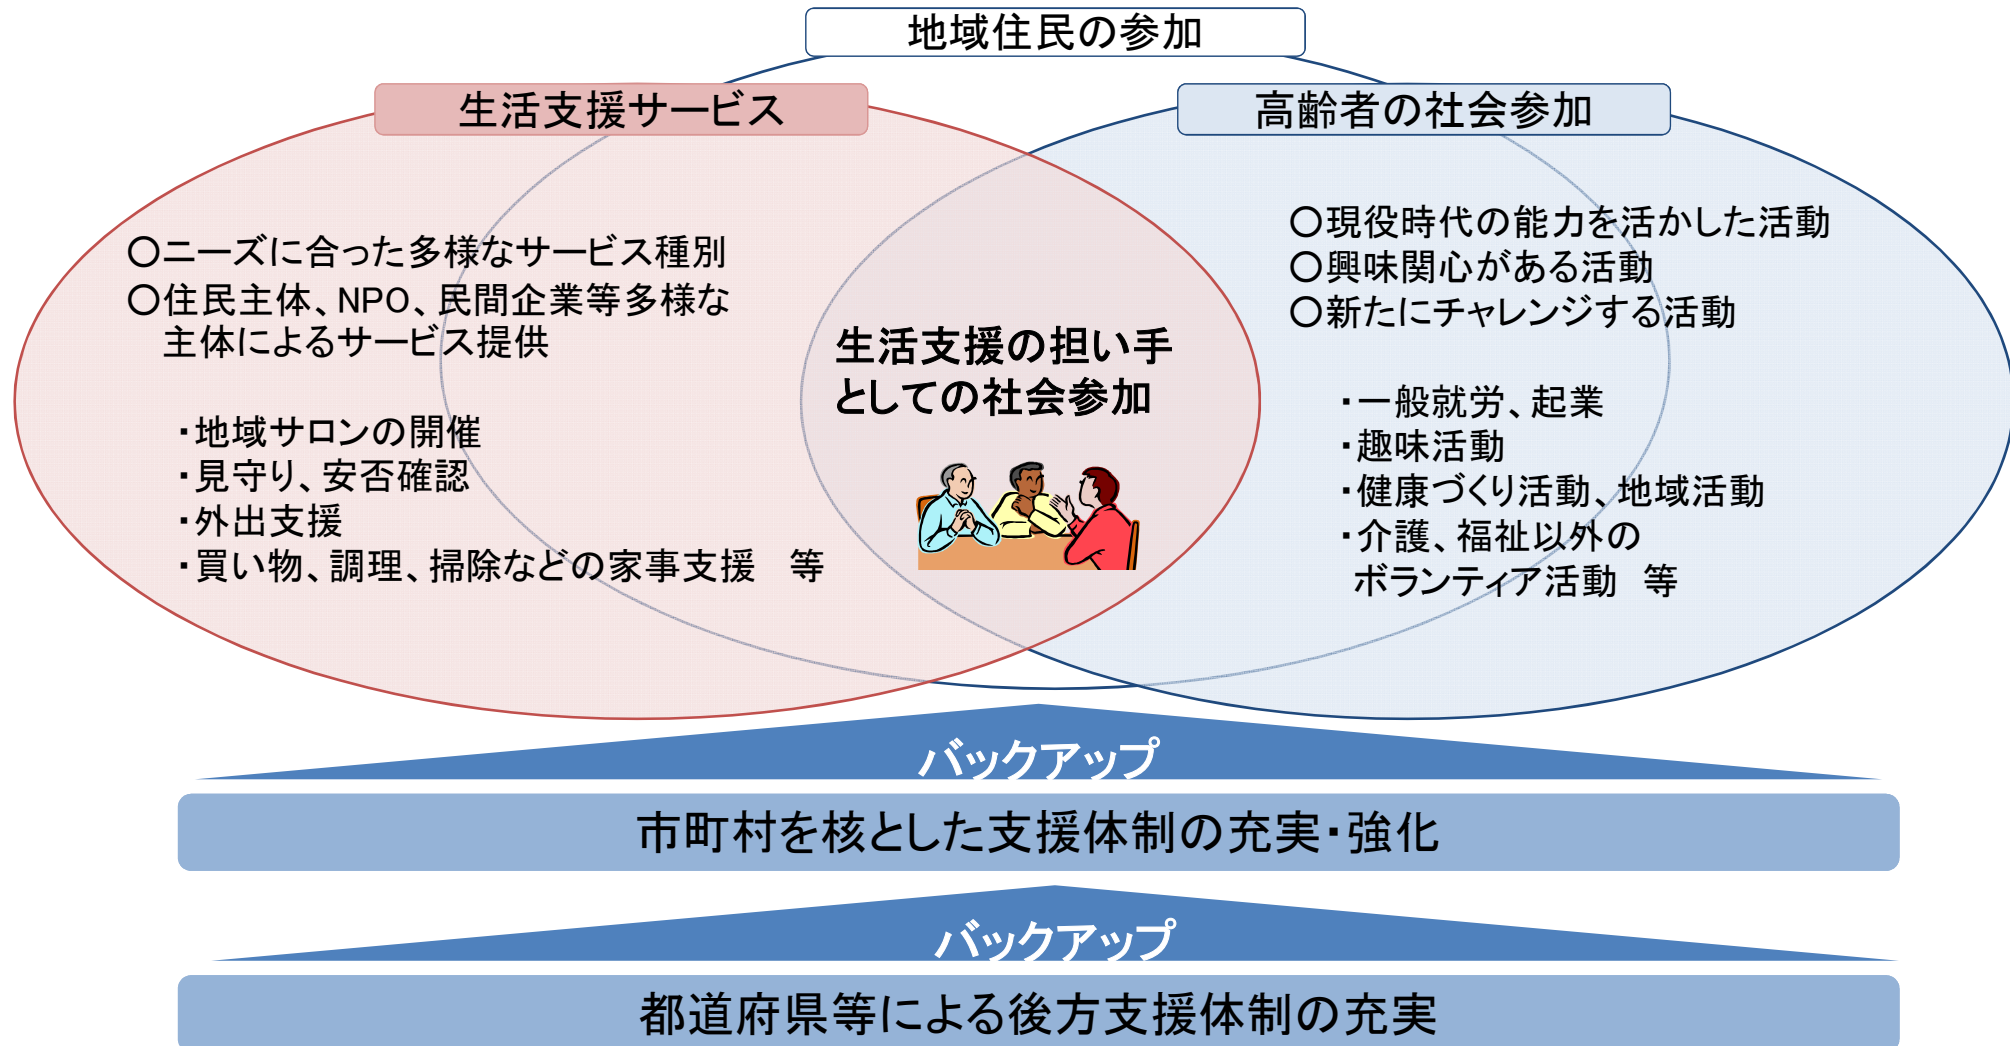 地域住民の参加
生活支援サービス
高齢者の社会参加
〇ニーズに合った多様なサービス種別
〇住民主体、NPO、民間企業等多様な
主体によるサービス提供
・地域サロンの開催
・見守り、安否確認
・外出支援
・買い物、調理、掃除などの家事支援　等
生活支援の担い手
としての社会参加
〇現役時代の能力を活かした活動
〇興味関心がある活動
〇新たにチャレンジする活動
・一般就労、起業
・趣味活動
・健康づくり活動、地域活動
・介護、福祉以外の
ボランティア活動　等
バックアップ
市町村を核とした支援体制の充実・強化
バックアップ
都道府県等による後方支援体制の充実